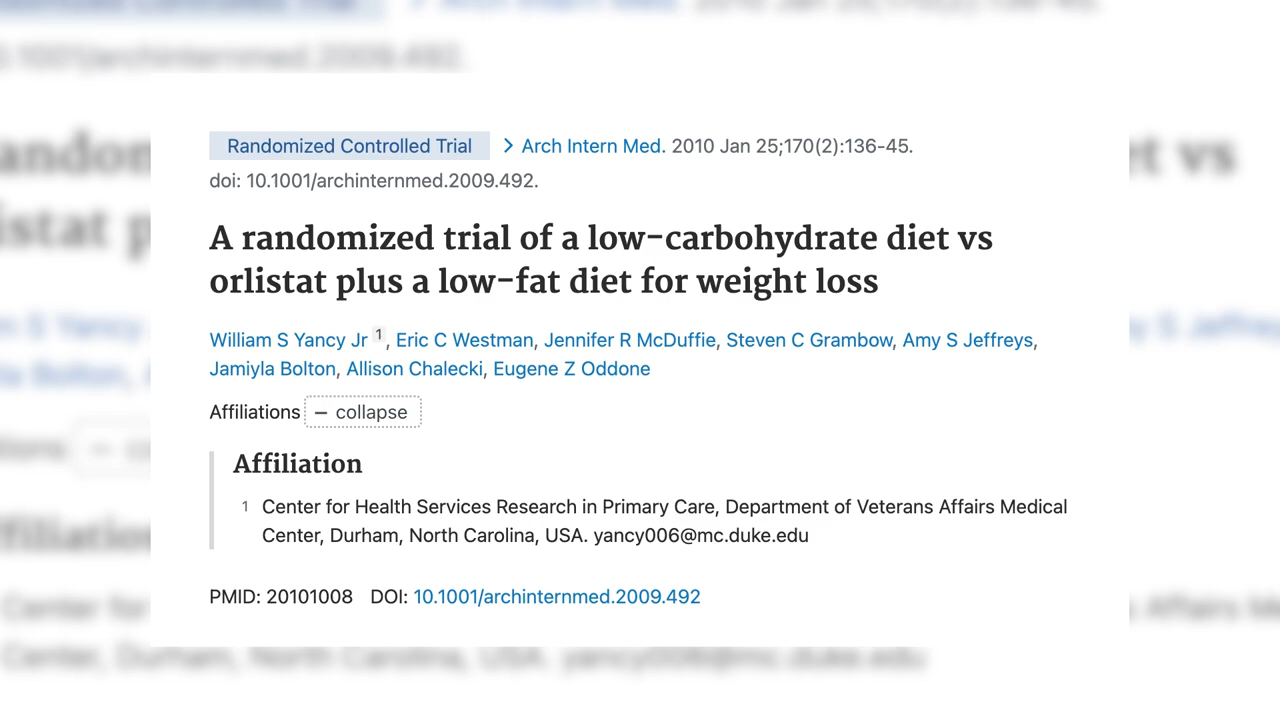 Randomized Controlled Trial > Arch Intern Med. 2010 Jan 25;170(2):136-45.
doi: 10.1001/archinternmed.2009.492.
A randomized trial of a low-carbohydrate diet vs
orlistat plus a low-fat diet for weight loss
William S Yancy Jr 1, Eric C Westman, Jennifer R McDuffie, Steven C Grambow, Amy S Jeffreys,
Jamiyla Bolton, Allison Chalecki, Eugene Z Oddone
Affiliations − collapse
Affiliation
1 Center for Health Services Research in Primary Care, Department of Veterans Affairs Medical
Center, Durham, North Carolina, USA. yancy006@mc.duke.edu
PMID: 20101008 DOI: 10.1001/archinternmed.2009.492